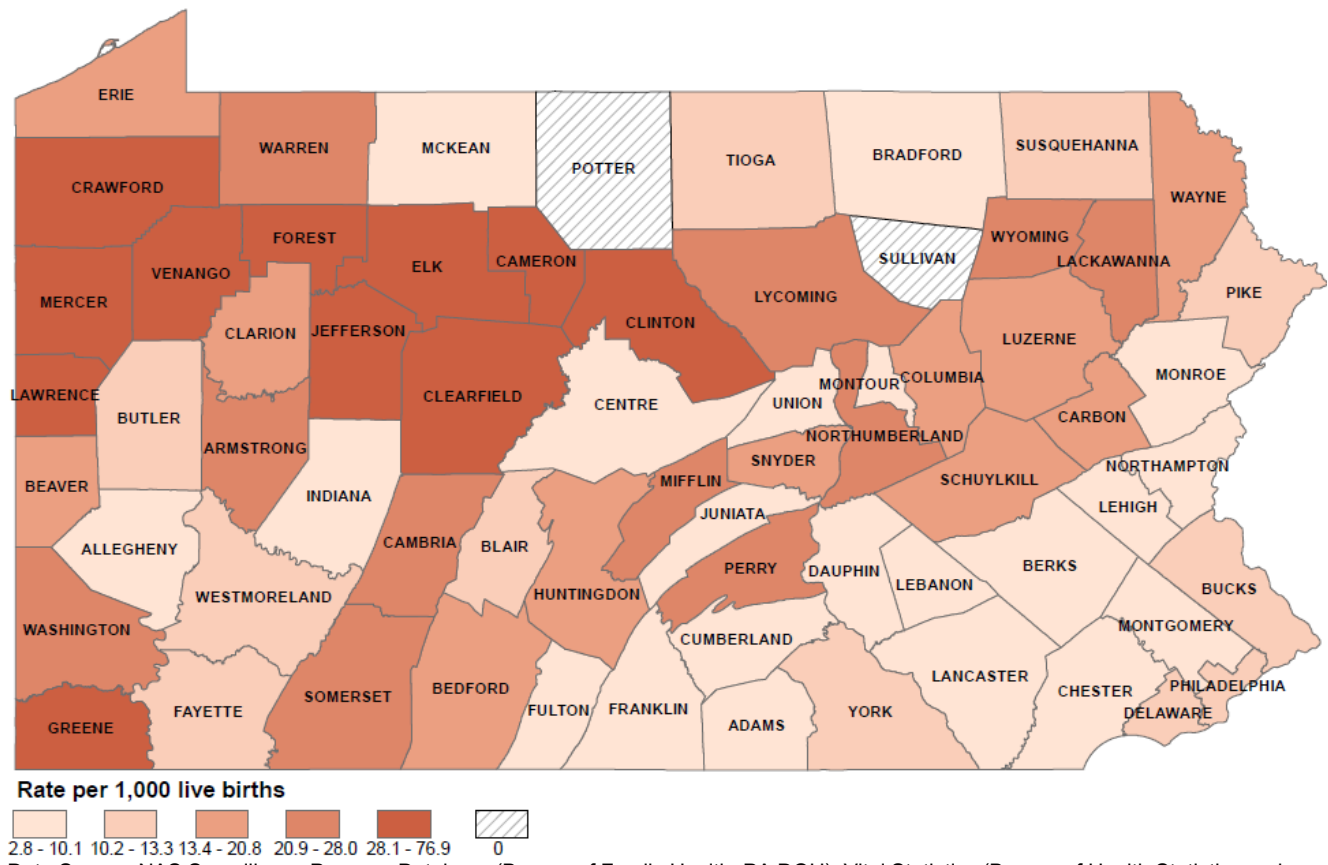 ERIE
WARREN
MCKEAN
POTTER
TIOGA
BRADFORD
SUSQUEHANNA
WAYNE
CRAWFORD
FOREST
ELK
CAMERON
SULLIVAN
WYOMING
LACKAWANNA
VENANGO
MERCER
CLARION
JEFFERSON
CLINTON
LYCOMING
PIKE
LUZERNE
LAWRENCE
BUTLER
CLEARFIELD
CENTRE
UNION
MONTOUR
COLUMBIA
MONROE
CARBON
ARMSTRONG
NORTHUMBERLAND
SNYDER
MIFFLIN
BEAVER
INDIANA
SCHUYLKILL
NORTHAMPTON
LEHIGH
JUNIATA
ALLEGHENY
CAMBRIA
BLAIR
PERRY
DAUPHIN
LEBANON
BERKS
BUCKS
WESTMORELAND
HUNTINGDON
WASHINGTON
CUMBERLAND
MONTGOMERY
LANCASTER
CHESTER
PHILADELPHIA
DELAWARE
SOMERSET
BEDFORD
FULTON
FRANKLIN
ADAMS
YORK
GREENE
FAYETTE
Rate per 1,000 live births
2.8 - 10.1 10.2 - 13.3 13.4 - 20.8 20.9 - 28.0 28.1 - 76.9 0